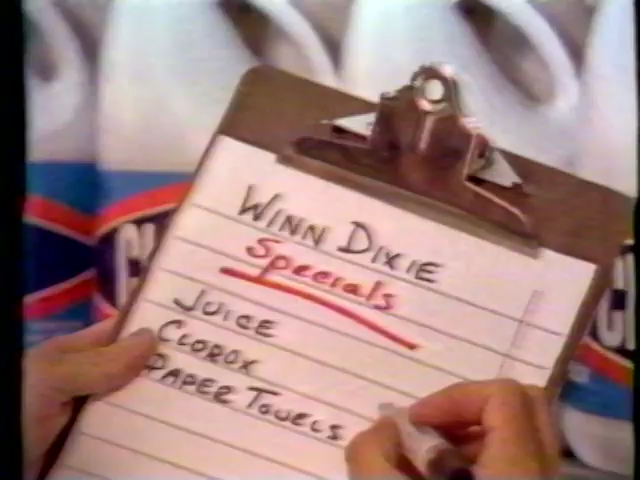 WINN DIXIE
Specials
JUICE
CLOROX
PAPER TOWELS